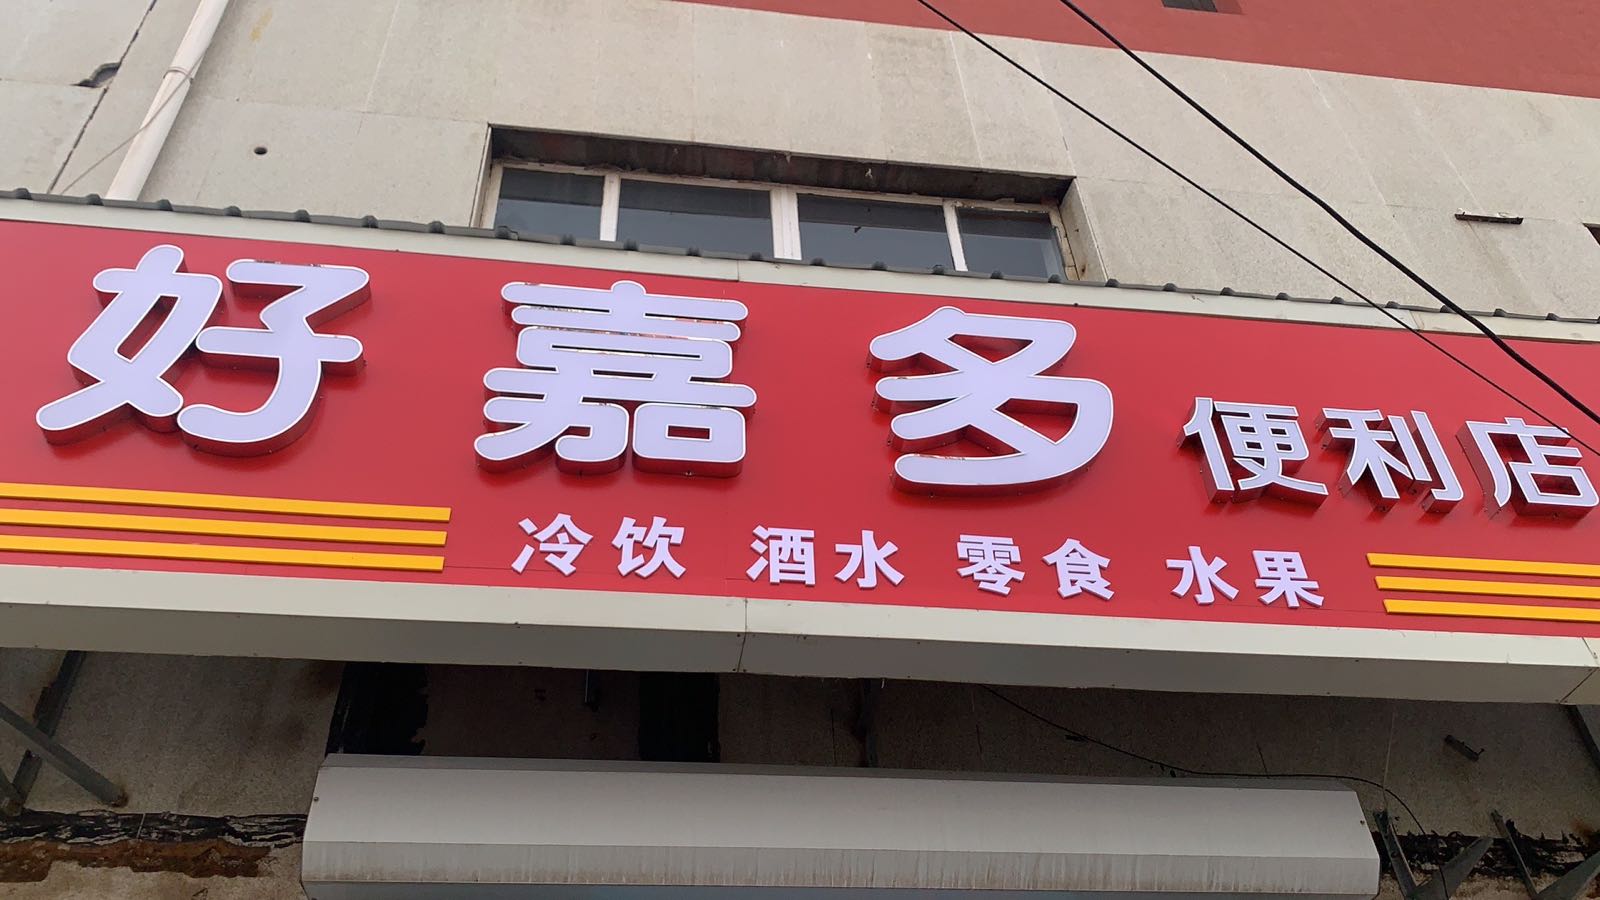 好嘉多便利店
冷饮 酒水 零食 水果